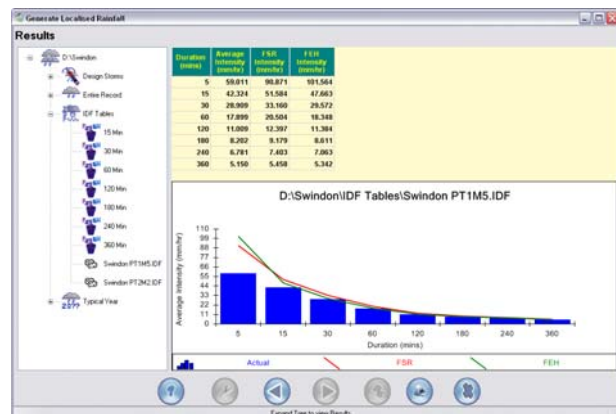 Generate Localised Rainfall
Results
D:\Swindon
Design Storms
Entire Record
IDF Tables
15 Min
30 Min
60 Min
120 Min
180 Min
240 Min
360 Min
Swindon PT1M5.IDF
Swindon PT2M2.IDF
Typical Year
Duration (mins) Average Intensity (mm/hr) FSR Intensity (mm/hr) FEH Intensity (mm/hr)
5 59.011 90.871 101.564
15 42.324 51.584 47.663
30 28.909 33.160 29.572
60 17.899 20.504 18.348
120 11.009 12.397 11.384
180 8.202 9.179 8.611
240 6.781 7.403 7.063
360 5.150 5.458 5.342
D:\Swindon\IDF Tables\Swindon PT1M5.IDF
Average Intensity (mm/hr)
110
99
88
77
66
55
44
33
22
11
0
5 15 30 60 120 180 240 360
Duration (mins)
Actual FSR FEH
Expand Tree to view Results